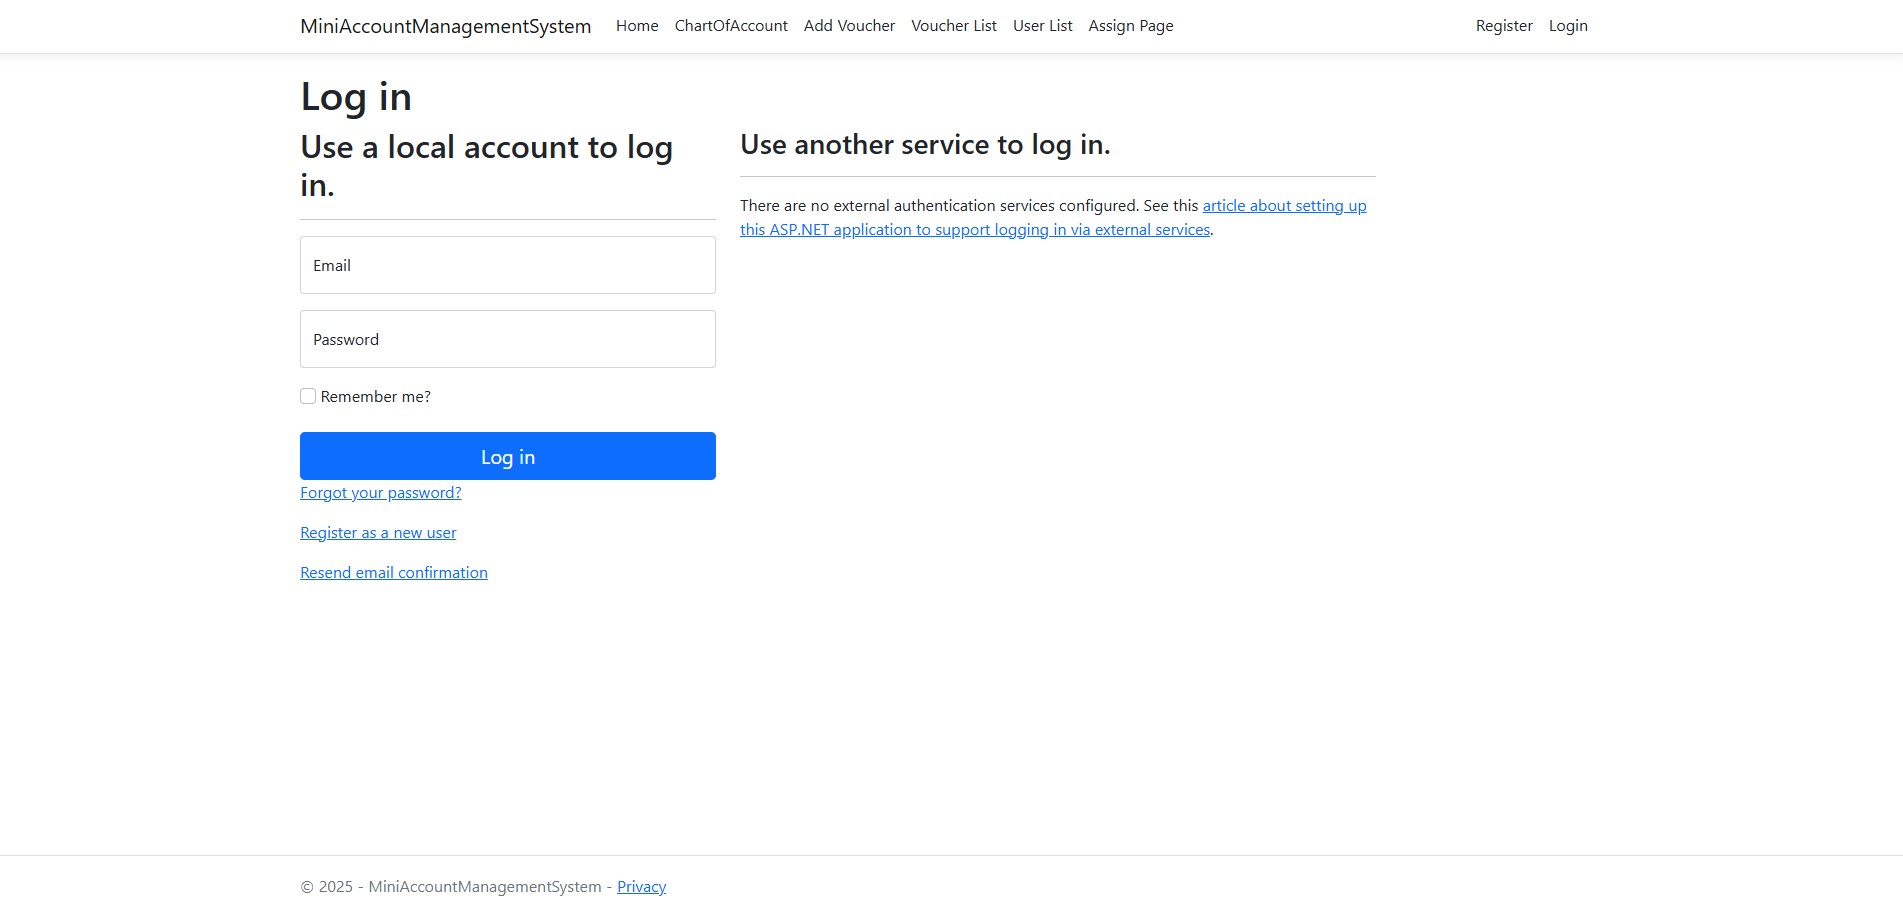 MiniAccountManagementSystem Home ChartOfAccount Add Voucher Voucher List User List Assign Page Register Login
Log in
Use a local account to log
in.
Email
Password
Remember me?
Log in
Forgot your password?
Register as a new user
Resend email confirmation
Use another service to log in.
There are no external authentication services configured. See this article about setting up
this ASP.NET application to support logging in via external services.
© 2025 - MiniAccountManagementSystem - Privacy